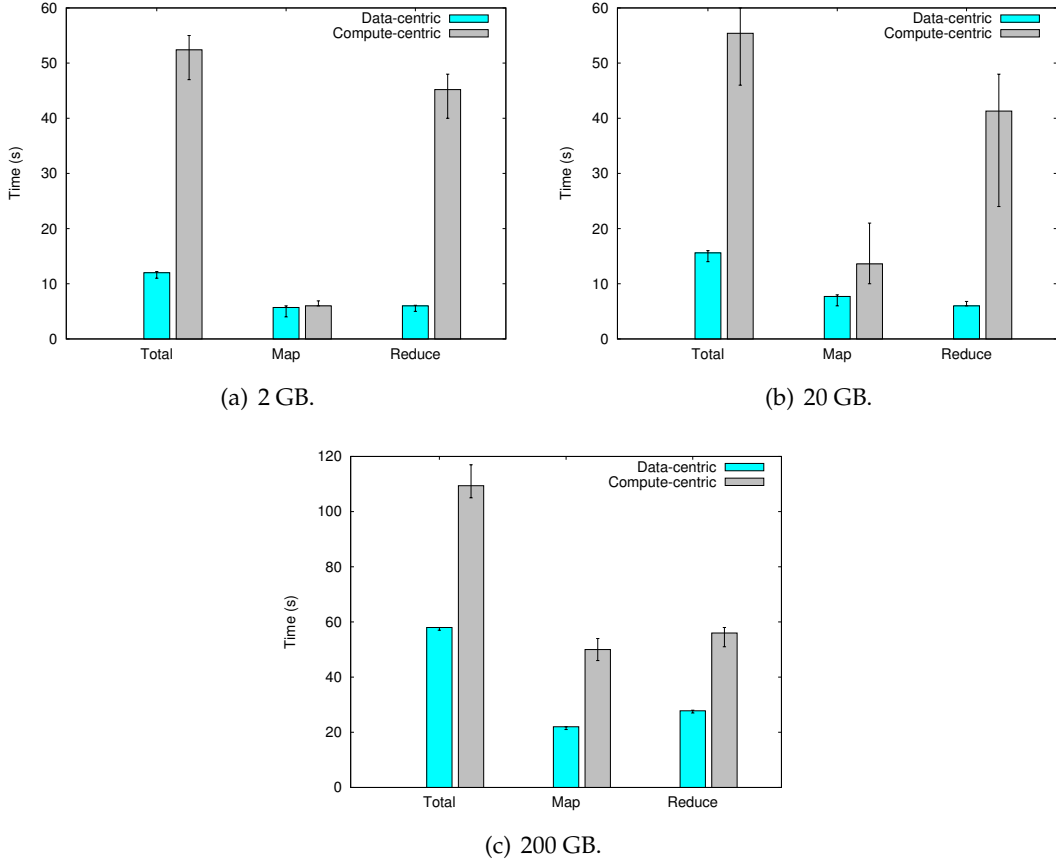 60
50
40
30
20
10
0
Time (s)
Data-centric
Compute-centric
Total Map Reduce
(a) 2 GB.
60
50
40
30
20
10
0
Time (s)
Data-centric
Compute-centric
Total Map Reduce
(b) 20 GB.
120
100
80
60
40
20
0
Time (s)
Data-centric
Compute-centric
Total Map Reduce
(c) 200 GB.